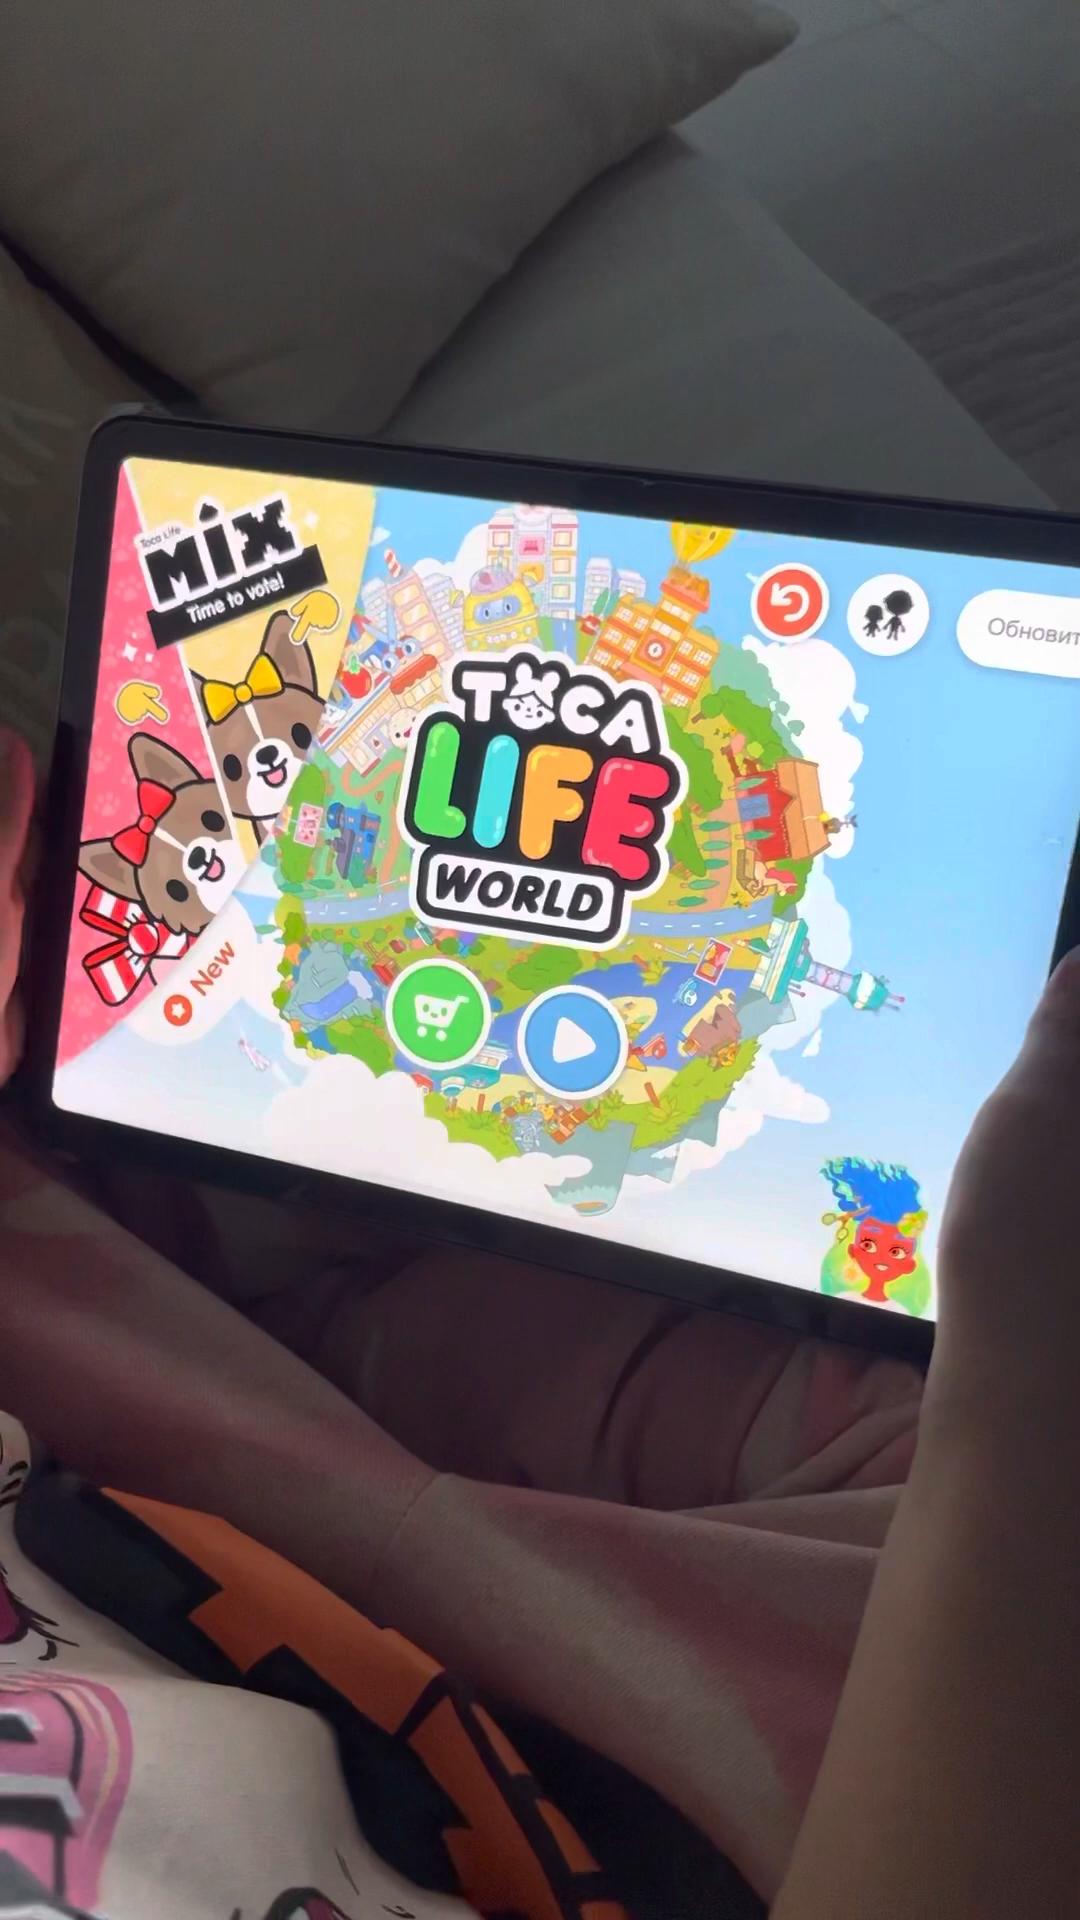 Toca Life
MiX
Time to vote!
TOCA
LIFE
WORLD
New
Обновит